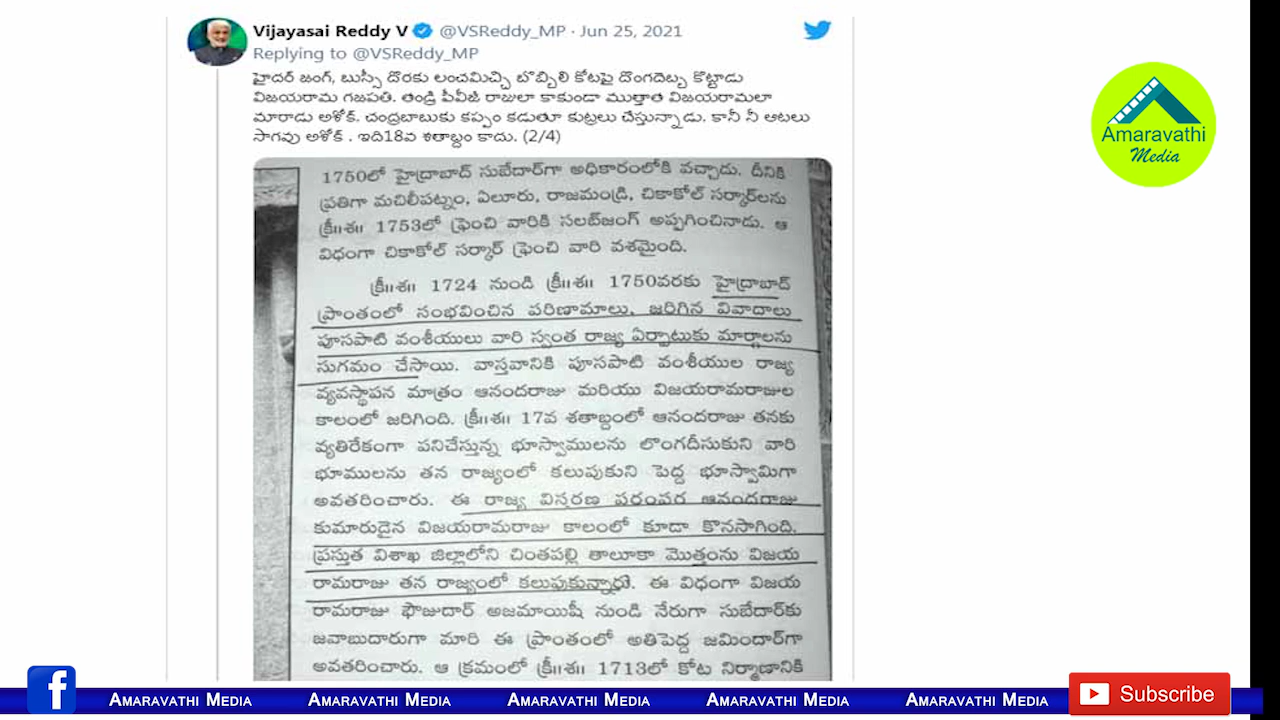 Vijayasai Reddy V @VSReddy_MP · Jun 25, 2021
Replying to @VSReddy_MP
హైదర్ జంగ్, బుస్సీ దొరకు లంచమిచ్చి బొబ్బిలి కోటపై దొంగదెబ్బ కొట్టాడు
విజయరామ గజపతి. తండ్రి పీవీజీ రాజులా కాకుండా ముత్తాత విజయరామలా
మారాడు అశోక్. చంద్రబాబుకు కప్పం కడుతూ కుట్రలు చేస్తున్నాడు. కానీ నీ ఆటలు
సాగవు అశోక్ . ఇది18వ శతాబ్దం కాదు. (2/4)
1750లో హైద్రాబాద్ సుబేదార్‌గా అధికారంలోకి వచ్చాడు. దీనికి
ప్రతిగా మచిలీపట్నం, ఏలూరు, రాజమండ్రి, చికాకోల్ సర్కార్‌లను
క్రీ॥శ॥ 1753లో ఫ్రెంచి వారికి సలబ్‌జంగ్ అప్పగించినాడు. ఆ
విధంగా చికాకోల్ సర్కార్ ఫ్రెంచి వారి వశమైంది.
క్రీ॥శ॥ 1724 నుండి క్రీ॥శ॥ 1750వరకు హైద్రాబాద్
ప్రాంతంలో సంభవించిన పరిణామాలు, జరిగిన వివాదాలు
పూసపాటి వంశీయులు వారి స్వంత రాజ్య ఏర్పాటుకు మార్గాలను
సుగమం చేసాయి. వాస్తవానికి పూసపాటి వంశీయుల రాజ్య
వ్యవస్థాపన మాత్రం ఆనందరాజు మరియు విజయరామరాజుల
కాలంలో జరిగింది. క్రీ॥శ॥ 17వ శతాబ్దంలో ఆనందరాజు తనకు
వ్యతిరేకంగా పనిచేస్తున్న భూస్వాములను లొంగదీసుకుని వారి
భూములను తన రాజ్యంలో కలుపుకుని పెద్ద భూస్వామిగా
అవతరించారు. ఈ రాజ్య విస్తరణ పరంపర ఆనందరాజు
కుమారుడైన విజయరామరాజు కాలంలో కూడా కొనసాగింది.
ప్రస్తుత విశాఖ జిల్లాలోని చింతపల్లి తాలూకా మొత్తంను విజయ
రామరాజు తన రాజ్యంలో కలుపుకున్నారు. ఈ విధంగా విజయ
రామరాజు ఫౌజుదార్ అజమాయిషీ నుండి నేరుగా సుబేదార్‌కు
జవాబుదారుగా మారి ఈ ప్రాంతంలో అతిపెద్ద జమిందార్‌గా
అవతరించారు. ఆ క్రమంలో క్రీ॥శ॥ 1713లో కోట నిర్మాణానికి
Amaravathi
Media
AMARAVATHI MEDIA AMARAVATHI MEDIA AMARAVATHI MEDIA AMARAVATHI MEDIA AMARAVATHI MEDIA
Subscribe